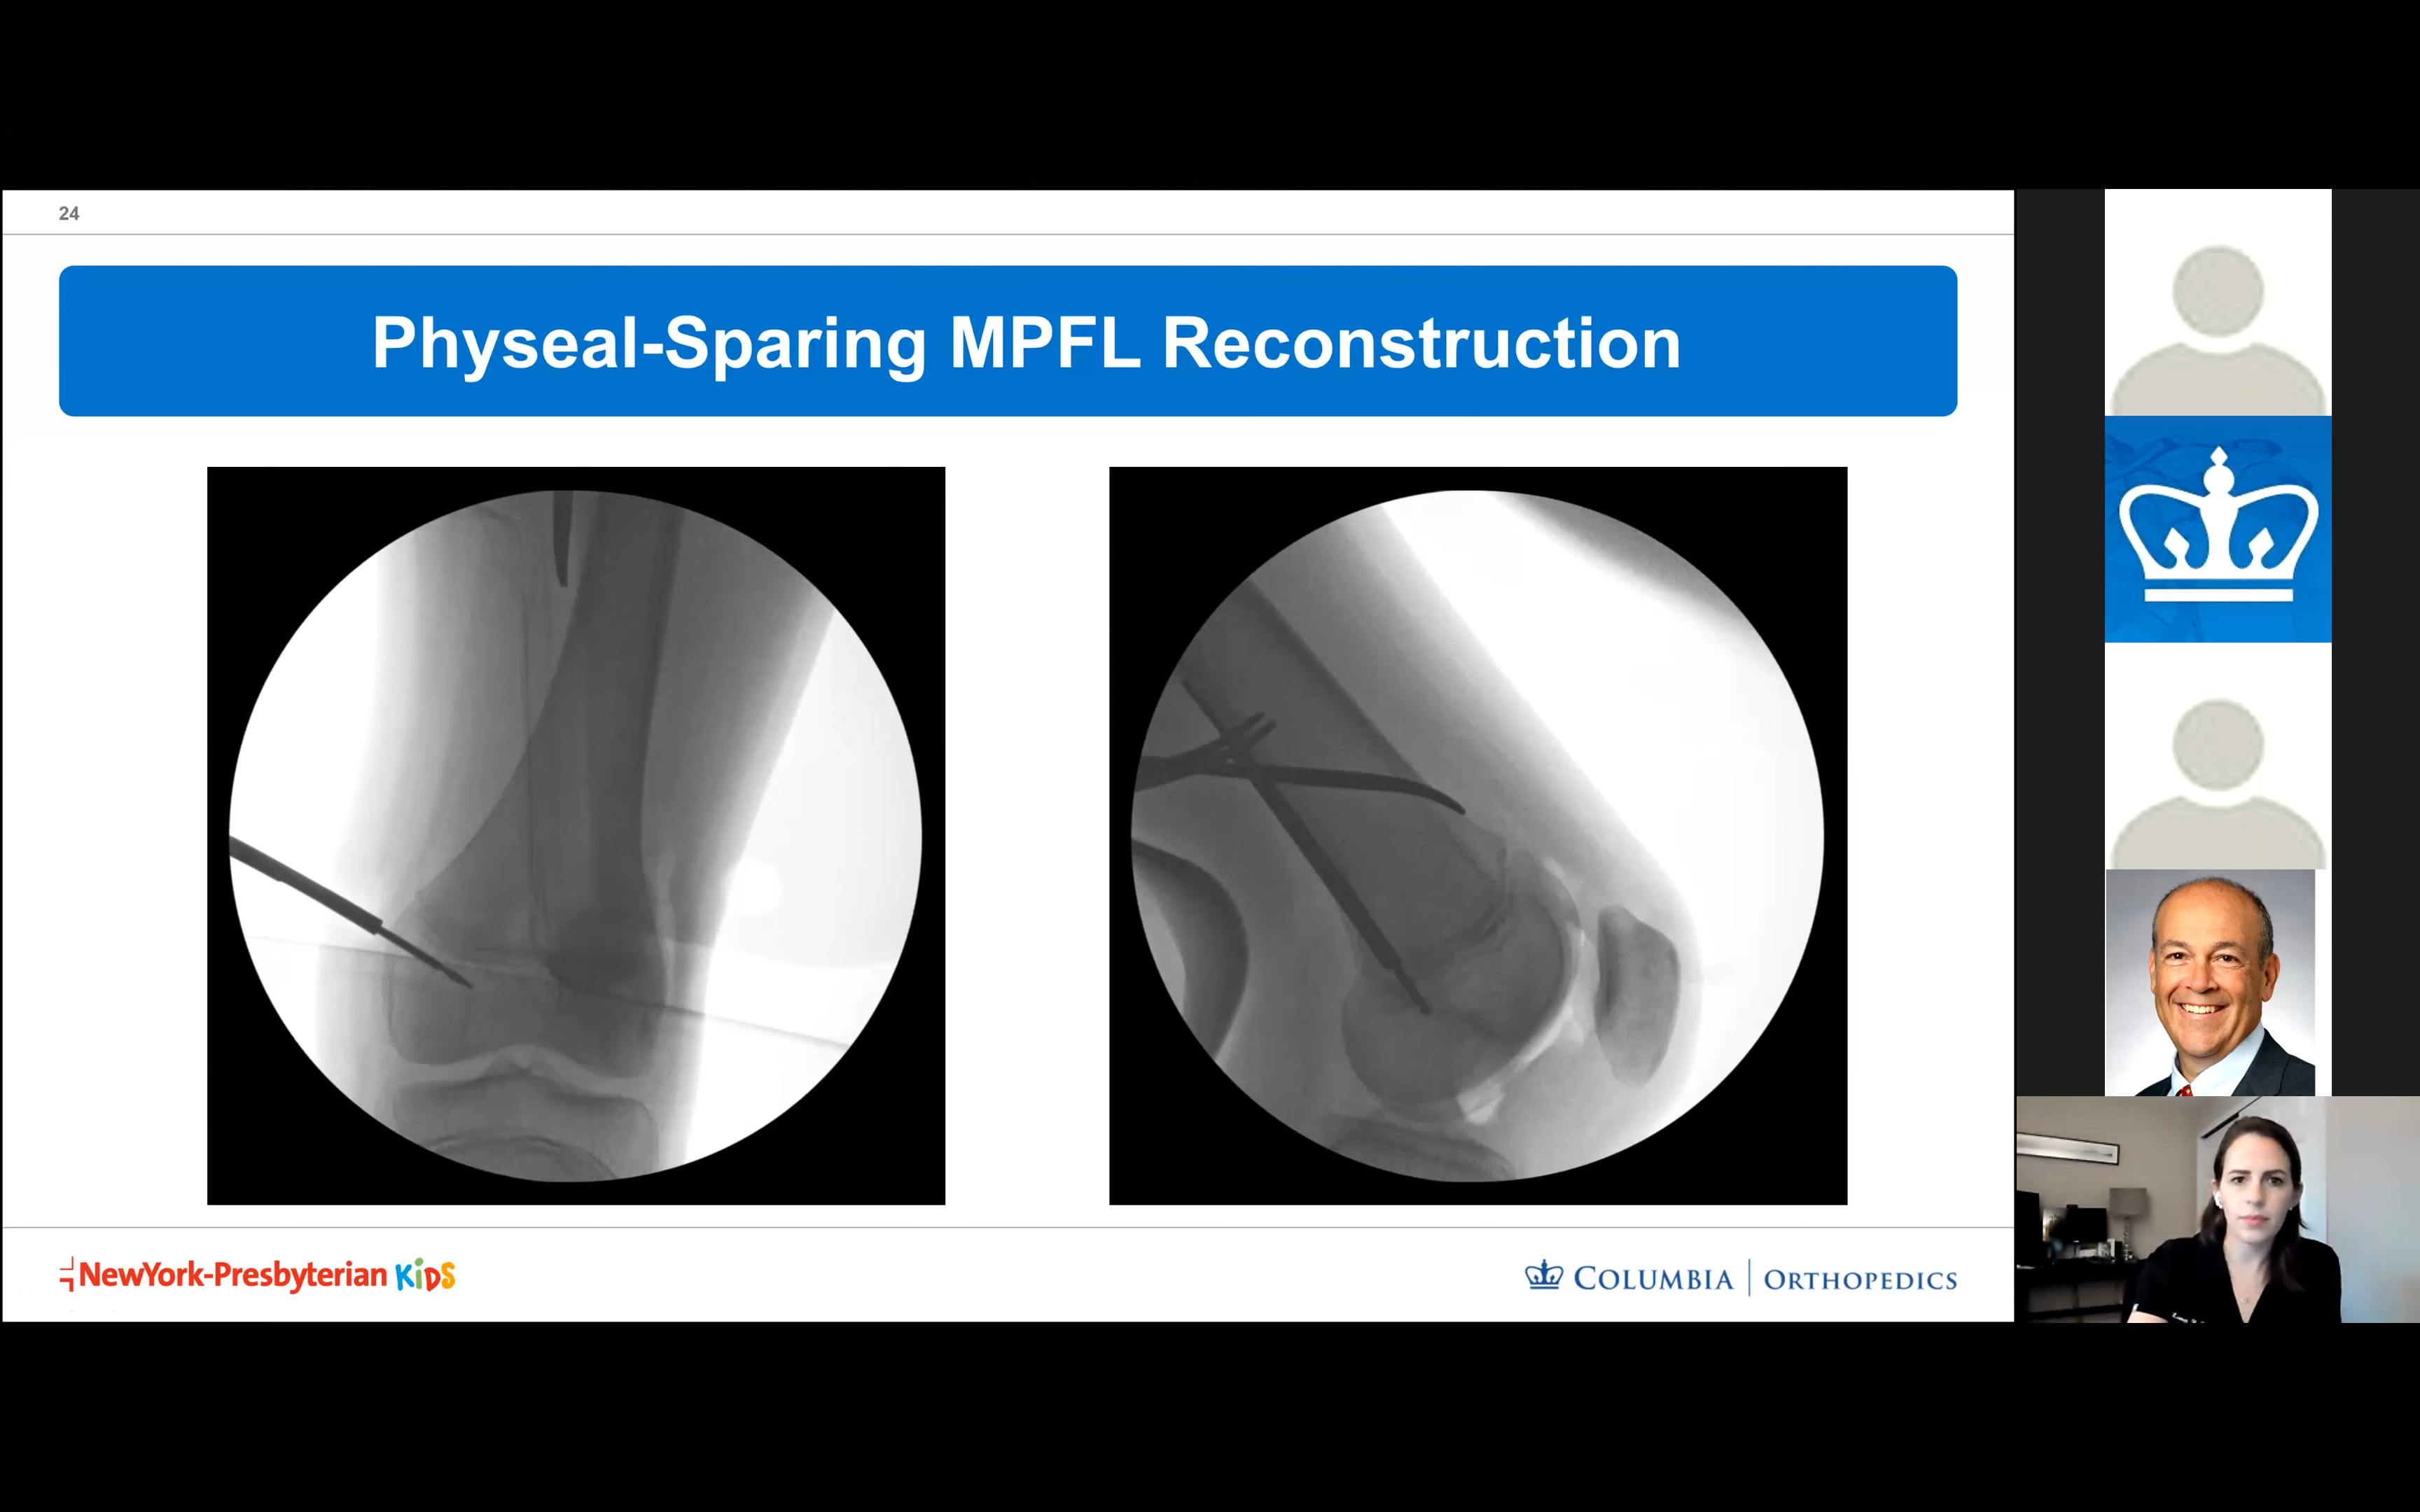 24
Physeal-Sparing MPFL Reconstruction
NewYork-Presbyterian KiDS
COLUMBIA | ORTHOPEDICS